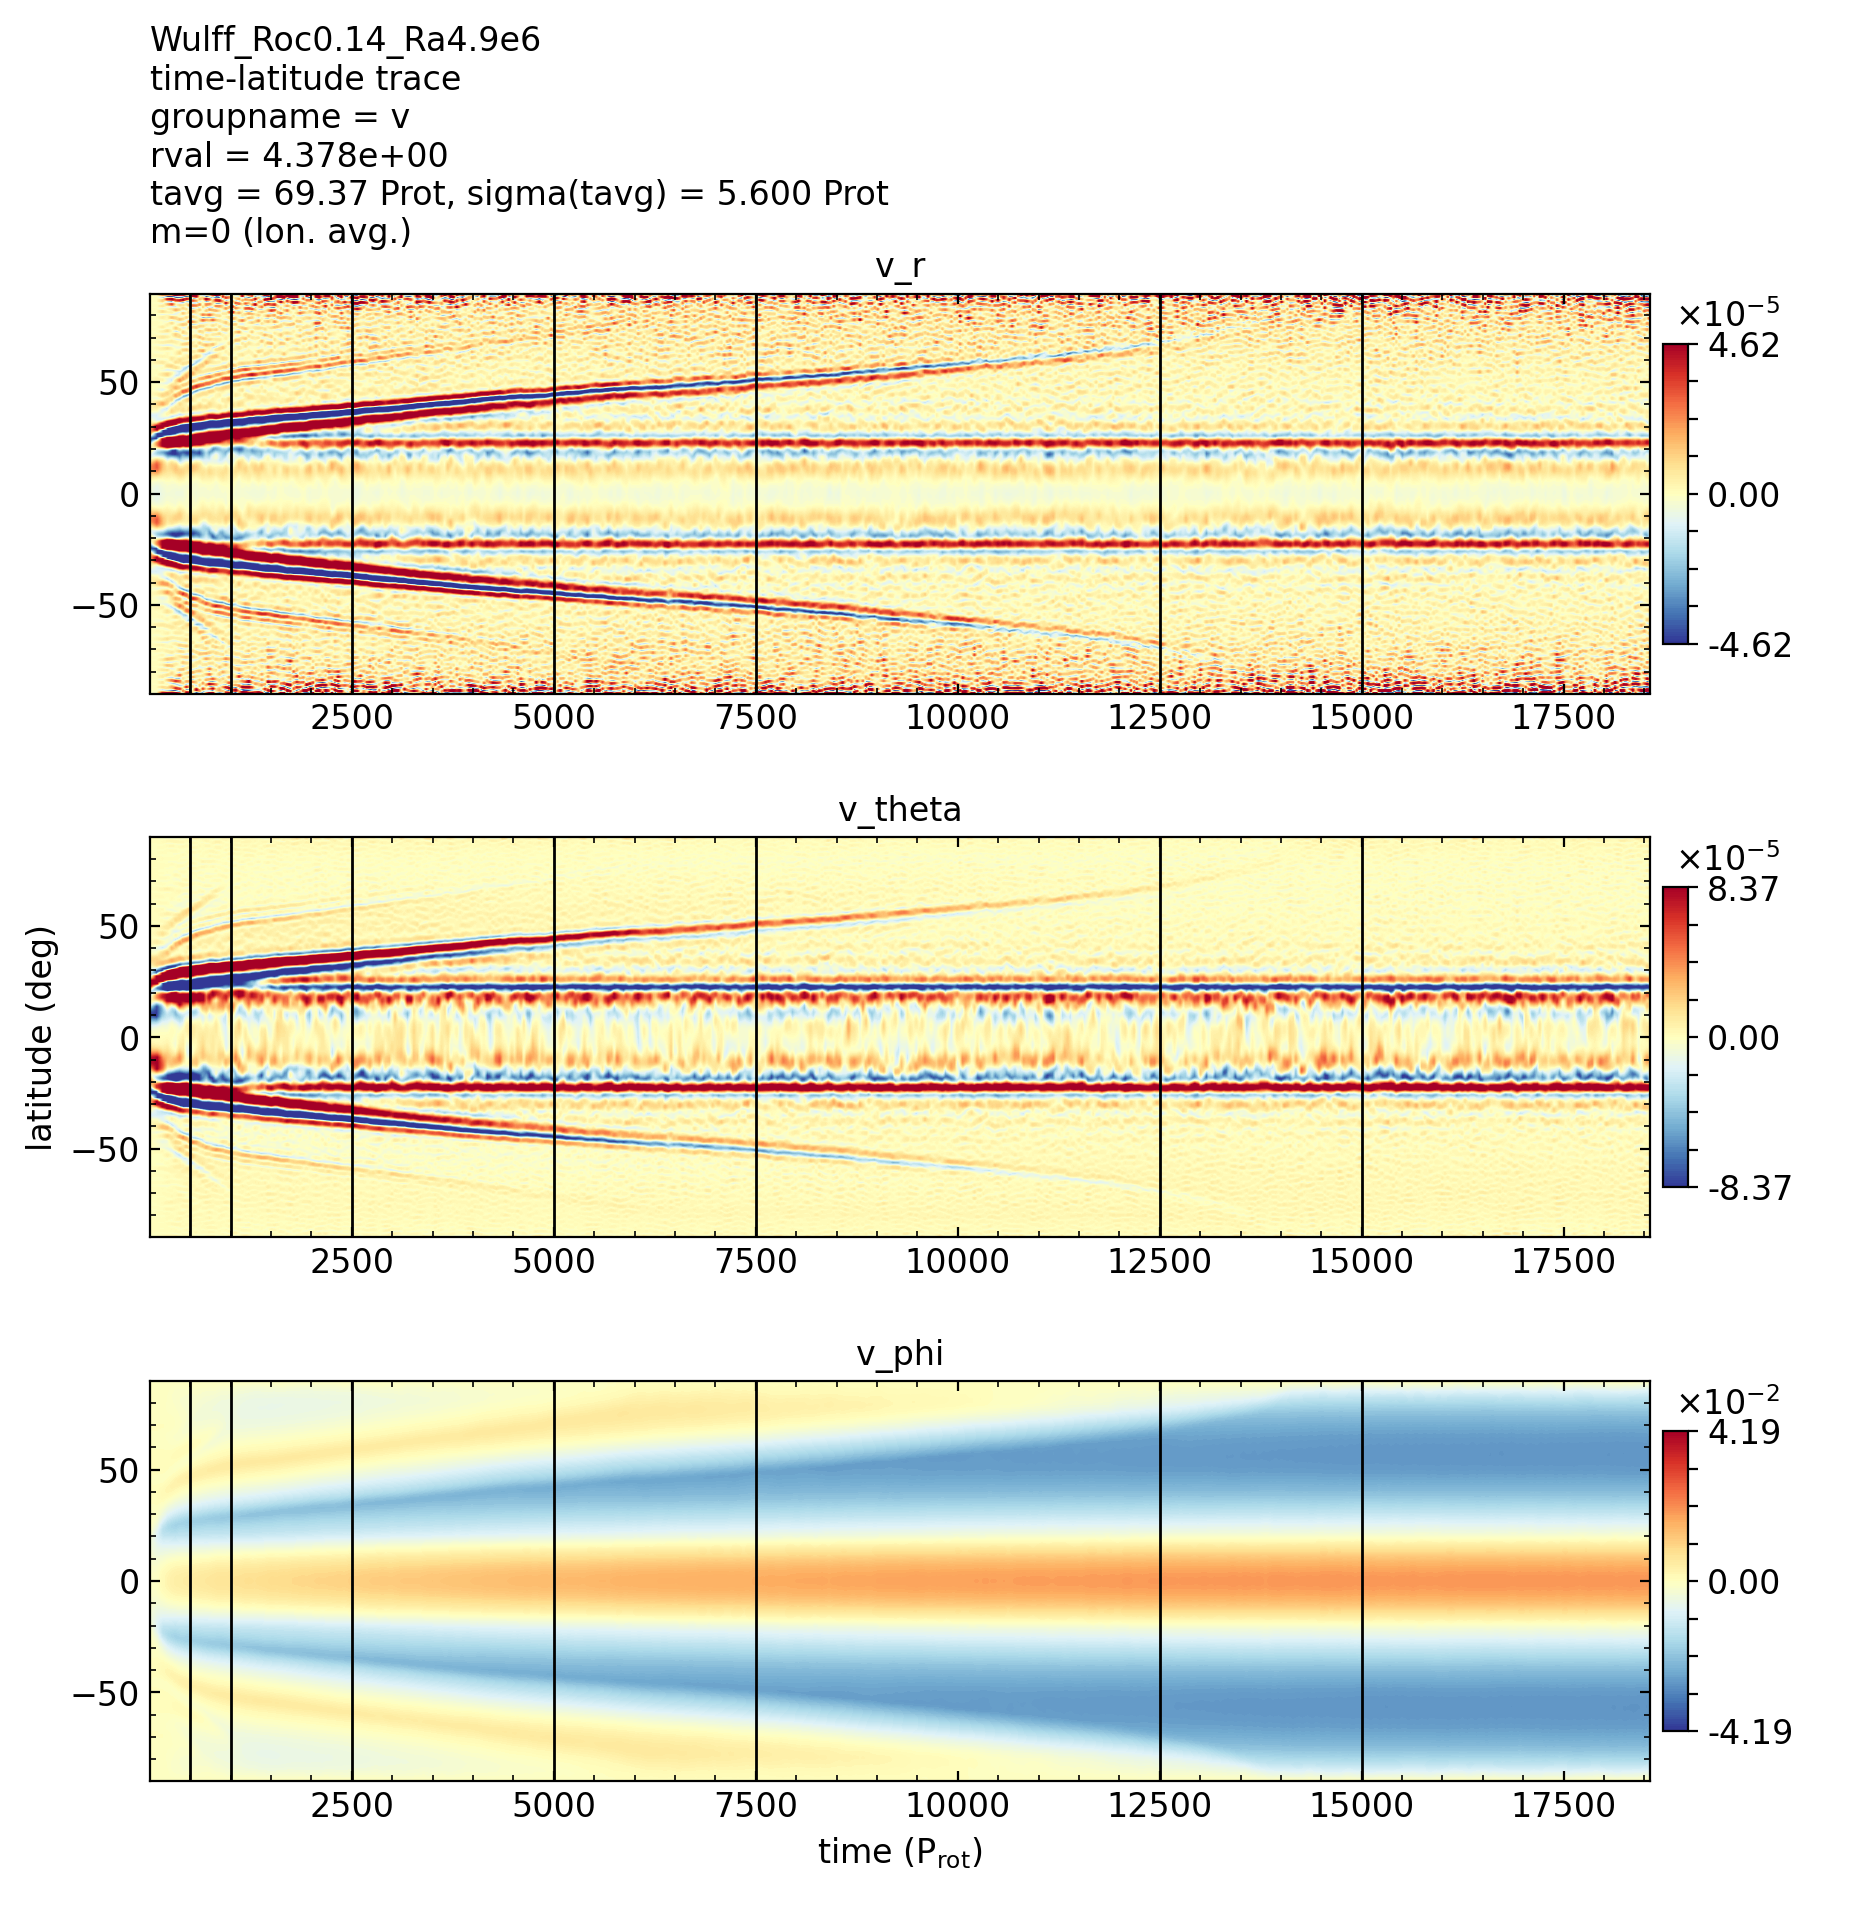 Wulff_Roc0.14_Ra4.9e6
time-latitude trace
groupname = v
rval = 4.378e+00
tavg = 69.37 Prot, sigma(tavg) = 5.600 Prot
m=0 (lon. avg.)
v_r
50
0
−50
2500 5000 7500 10000 12500 15000 17500
×10⁻⁵
4.62
0.00
-4.62
v_theta
latitude (deg)
50
0
−50
2500 5000 7500 10000 12500 15000 17500
×10⁻⁵
8.37
0.00
-8.37
v_phi
50
0
−50
2500 5000 7500 10000 12500 15000 17500
×10⁻²
4.19
0.00
-4.19
time (P_rot)